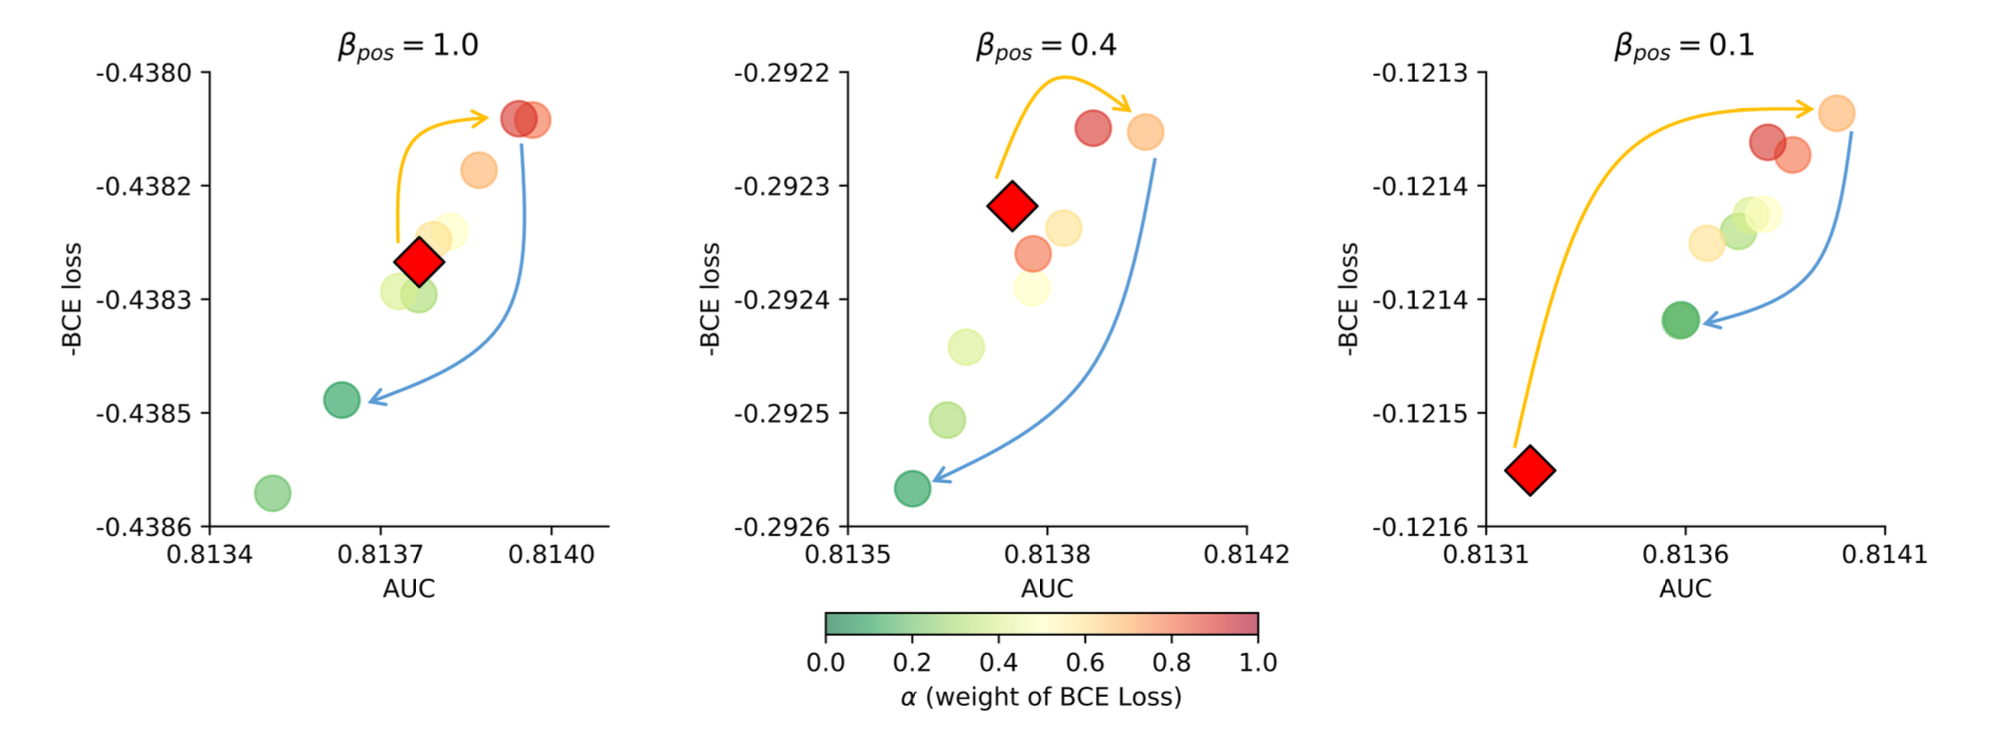 β_pos = 1.0
-0.4380
-0.4382
-0.4383
-0.4385
-0.4386
-BCE loss
0.8134 0.8137 0.8140
AUC
β_pos = 0.4
-0.2922
-0.2923
-0.2924
-0.2925
-0.2926
-BCE loss
0.8135 0.8138 0.8142
AUC
β_pos = 0.1
-0.1213
-0.1214
-0.1214
-0.1215
-0.1216
-BCE loss
0.8131 0.8136 0.8141
AUC
0.0 0.2 0.4 0.6 0.8 1.0
α (weight of BCE Loss)